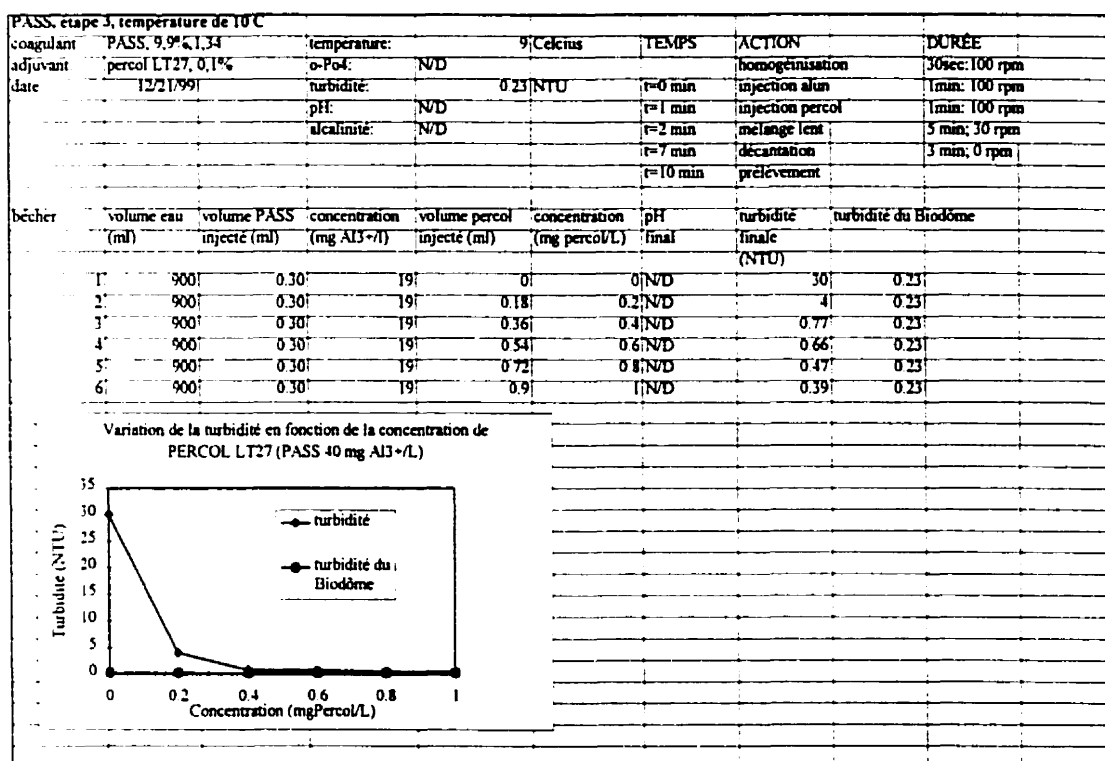 PASS, étape 3, température de 10 C
coagulant PASS, 9,9%,1,34 température: 9 Celcius TEMPS ACTION DURÉE
adjuvant percol LT27, 0,1% o-Po4: N/D homogéinisation 30sec:100 rpm
date 12/21/99 turbidité: 0.23 NTU t=0 min injection alun 1min: 100 rpm
pH: N/D t=1 min injection percol 1min: 100 rpm
alcalinité: N/D t=2 min mélange lent 5 min; 30 rpm
t=7 min décantation 3 min; 0 rpm
t=10 min prélèvement
bécher volume eau volume PASS concentration volume percol concentration pH turbidité turbidité du Biodôme
(ml) injecté (ml) (mg Al3+/l) injecté (ml) (mg percol/L) final finale
(NTU)
1 900 0.30 19 0 0 N/D 30 0.23
2 900 0.30 19 0.18 0.2 N/D 4 0.23
3 900 0.30 19 0.36 0.4 N/D 0.77 0.23
4 900 0.30 19 0.54 0.6 N/D 0.66 0.23
5 900 0.30 19 0.72 0.8 N/D 0.47 0.23
6 900 0.30 19 0.9 1 N/D 0.39 0.23
Variation de la turbidité en fonction de la concentration de
PERCOL LT27 (PASS 40 mg Al3+/L)
35
30
25
20
15
10
5
0
Turbidité (NTU)
turbidité
turbidité du
Biodôme
0 0.2 0.4 0.6 0.8 1
Concentration (mgPercol/L)